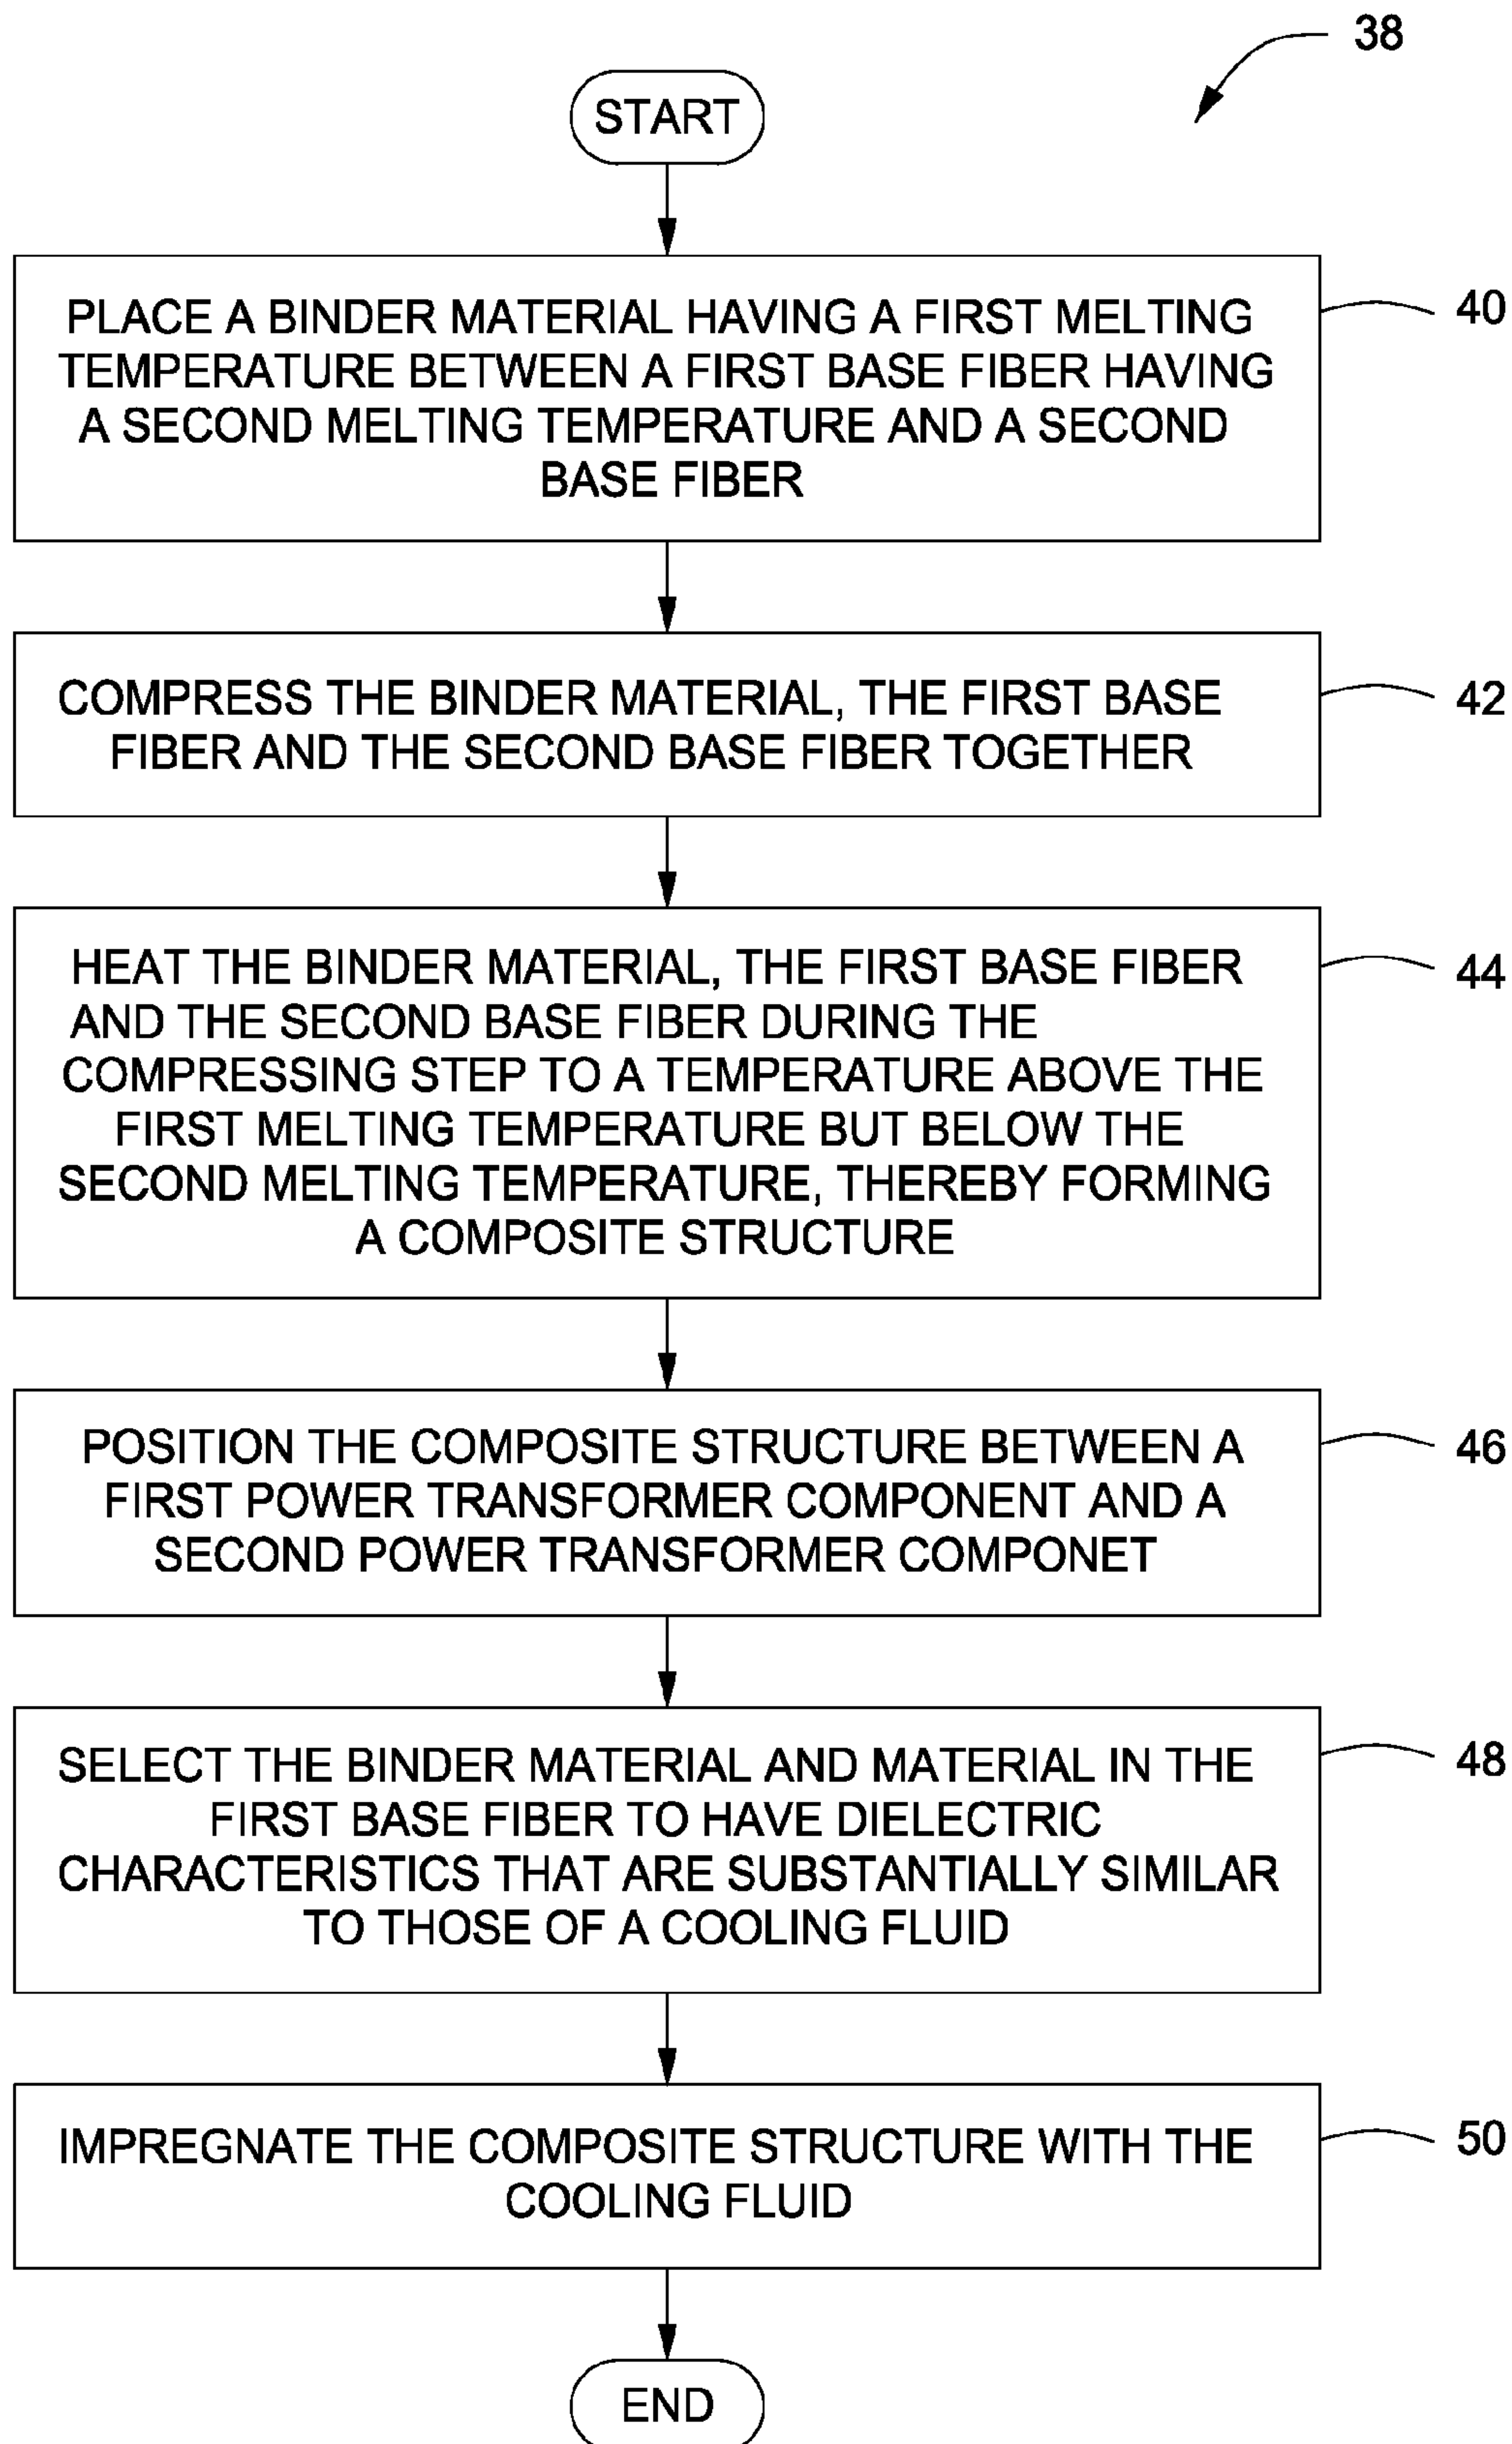 38
START
PLACE A BINDER MATERIAL HAVING A FIRST MELTING
TEMPERATURE BETWEEN A FIRST BASE FIBER HAVING
A SECOND MELTING TEMPERATURE AND A SECOND
BASE FIBER
40
COMPRESS THE BINDER MATERIAL, THE FIRST BASE
FIBER AND THE SECOND BASE FIBER TOGETHER
42
HEAT THE BINDER MATERIAL, THE FIRST BASE FIBER
AND THE SECOND BASE FIBER DURING THE
COMPRESSING STEP TO A TEMPERATURE ABOVE THE
FIRST MELTING TEMPERATURE BUT BELOW THE
SECOND MELTING TEMPERATURE, THEREBY FORMING
A COMPOSITE STRUCTURE
44
POSITION THE COMPOSITE STRUCTURE BETWEEN A
FIRST POWER TRANSFORMER COMPONENT AND A
SECOND POWER TRANSFORMER COMPONET
46
SELECT THE BINDER MATERIAL AND MATERIAL IN THE
FIRST BASE FIBER TO HAVE DIELECTRIC
CHARACTERISTICS THAT ARE SUBSTANTIALLY SIMILAR
TO THOSE OF A COOLING FLUID
48
IMPREGNATE THE COMPOSITE STRUCTURE WITH THE
COOLING FLUID
50
END